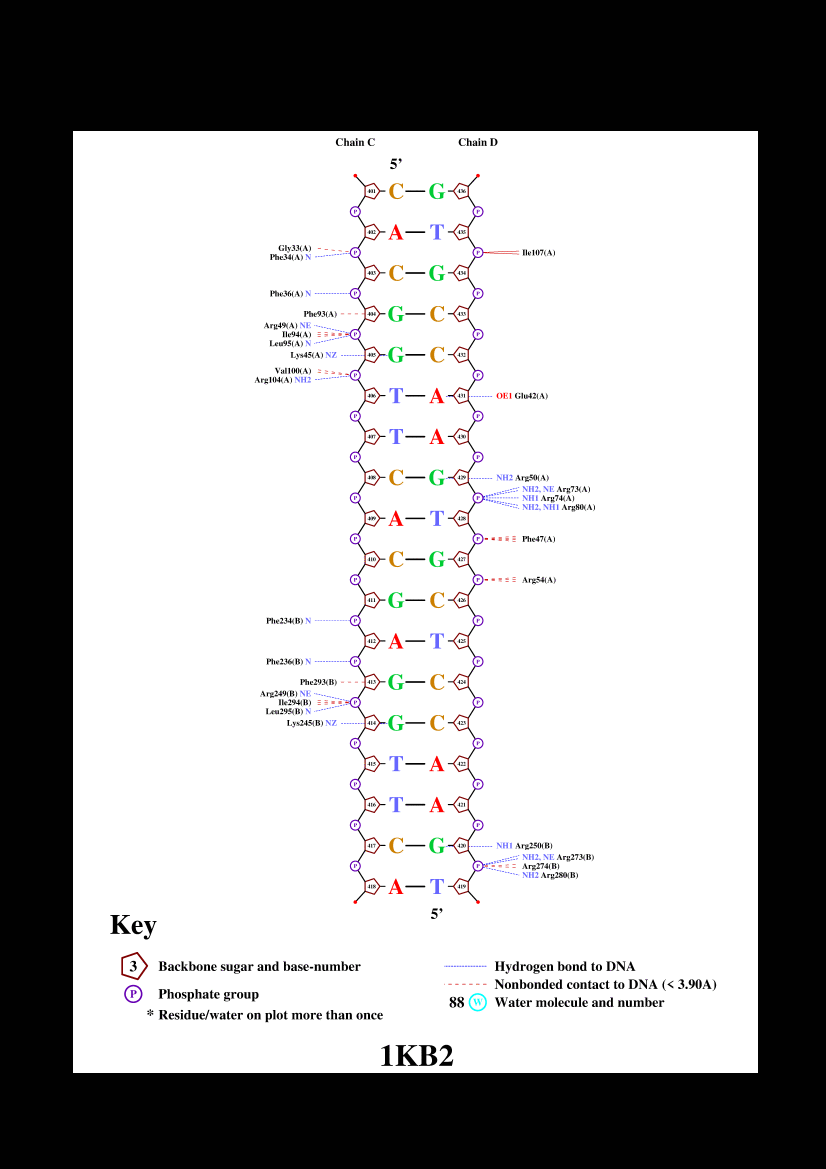 Chain C Chain D
5’
401 C G 436
P P
402 A T 435
Gly33(A)
P P Ile107(A)
Phe34(A) N
403 C G 434
Phe36(A) N P P
Phe93(A) 404 G C 433
Arg49(A) NE
Ile94(A) P P
Leu95(A) N
Lys45(A) NZ 405 G C 432
Val100(A)
P P
Arg104(A) NH2
406 T A 431 OE1 Glu42(A)
P P
407 T A 430
P P
408 C G 429 NH2 Arg50(A)
NH2, NE Arg73(A)
P P NH1 Arg74(A)
NH2, NH1 Arg80(A)
409 A T 428
P P Phe47(A)
410 C G 427
P P Arg54(A)
411 G C 426
Phe234(B) N P P
412 A T 425
Phe236(B) N P P
Phe293(B) 413 G C 424
Arg249(B) NE
Ile294(B) P P
Leu295(B) N
Lys245(B) NZ 414 G C 423
P P
415 T A 422
P P
416 T A 421
P P
417 C G 420 NH1 Arg250(B)
NH2, NE Arg273(B)
P P Arg274(B)
NH2 Arg280(B)
418 A T 419
5’
Key
3 Backbone sugar and base-number
P Phosphate group
* Residue/water on plot more than once
Hydrogen bond to DNA
Nonbonded contact to DNA (< 3.90A)
88 W Water molecule and number
1KB2